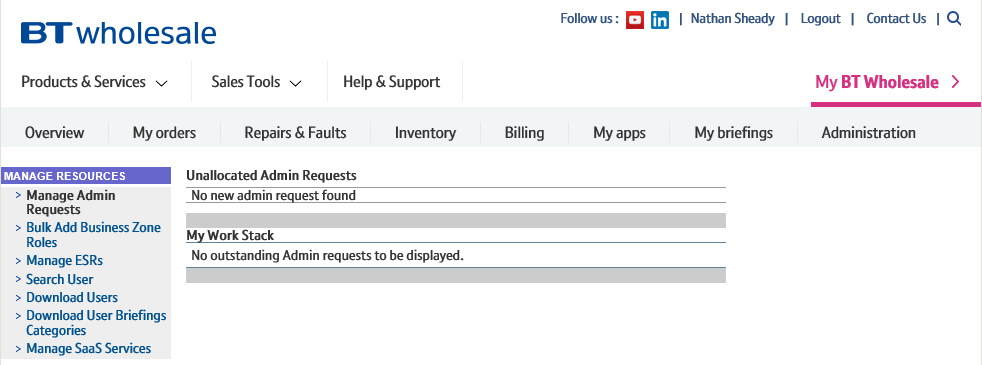 BT wholesale
Follow us : | Nathan Sheady | Logout | Contact Us |
Products & Services
Sales Tools
Help & Support
My BT Wholesale
Overview
My orders
Repairs & Faults
Inventory
Billing
My apps
My briefings
Administration
MANAGE RESOURCES
> Manage Admin
Requests
> Bulk Add Business Zone
Roles
> Manage ESRs
> Search User
> Download Users
> Download User Briefings
Categories
> Manage SaaS Services
Unallocated Admin Requests
No new admin request found
My Work Stack
No outstanding Admin requests to be displayed.